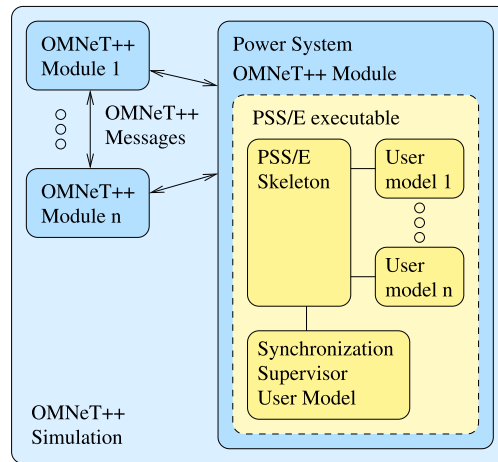 OMNeT++
Module 1
OMNeT++
Messages
OMNeT++
Module n
OMNeT++
Simulation
Power System
OMNeT++ Module
PSS/E executable
PSS/E
Skeleton
User
model 1
User
model n
Synchronization
Supervisor
User Model